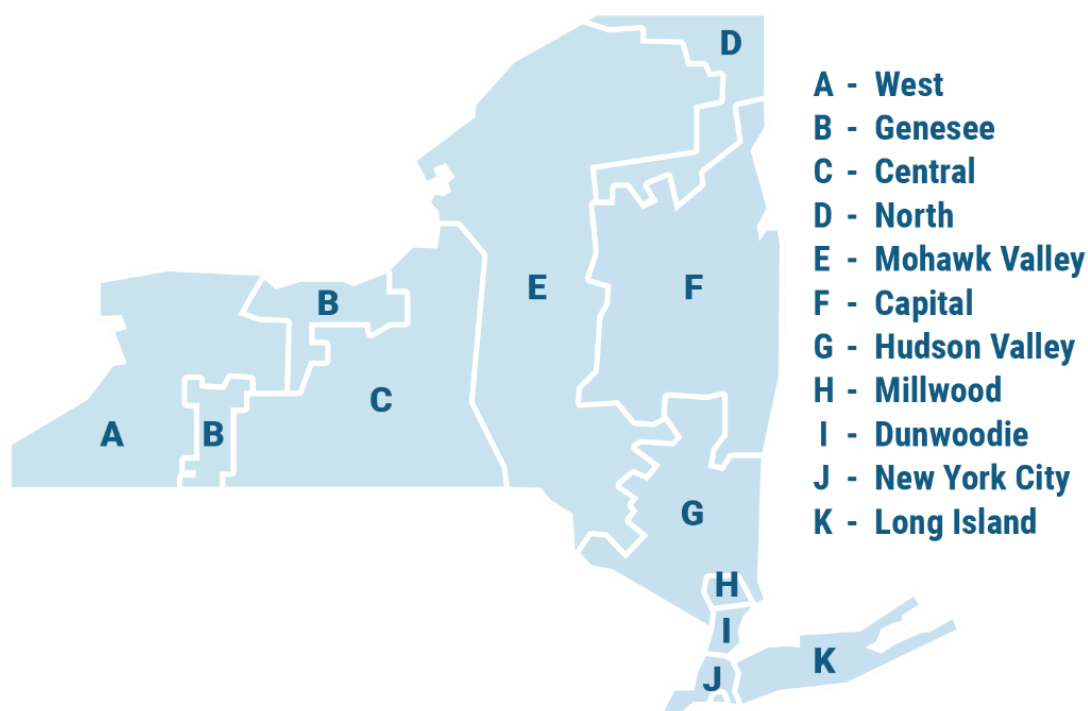 D
B
E
F
C
A
B
G
H
I
K
J
A - West
B - Genesee
C - Central
D - North
E - Mohawk Valley
F - Capital
G - Hudson Valley
H - Millwood
I - Dunwoodie
J - New York City
K - Long Island